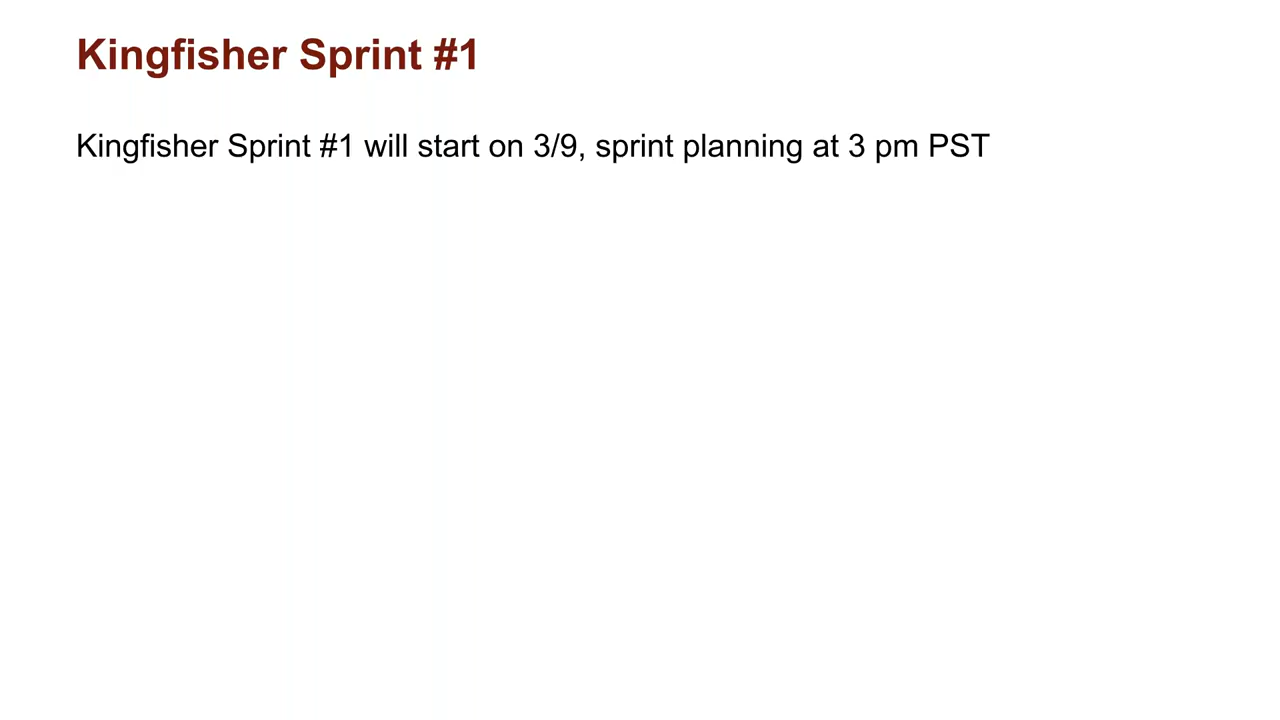 Kingfisher Sprint #1
Kingfisher Sprint #1 will start on 3/9, sprint planning at 3 pm PST